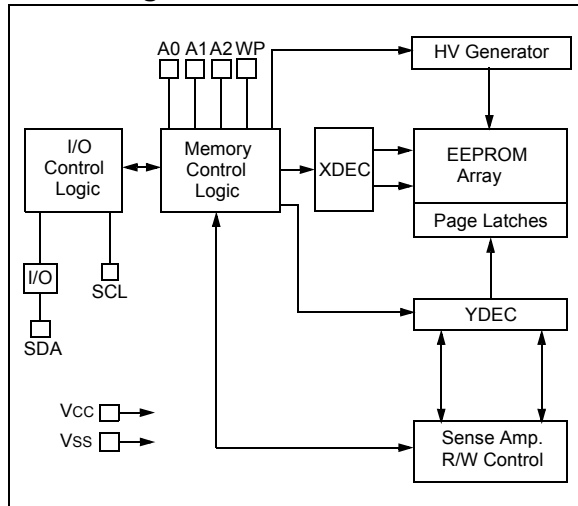 A0 A1 A2 WP
HV Generator
I/O
Control
Logic
Memory
Control
Logic
XDEC
EEPROM
Array
Page Latches
I/O
SCL
SDA
YDEC
Vcc
Vss
Sense Amp.
R/W Control